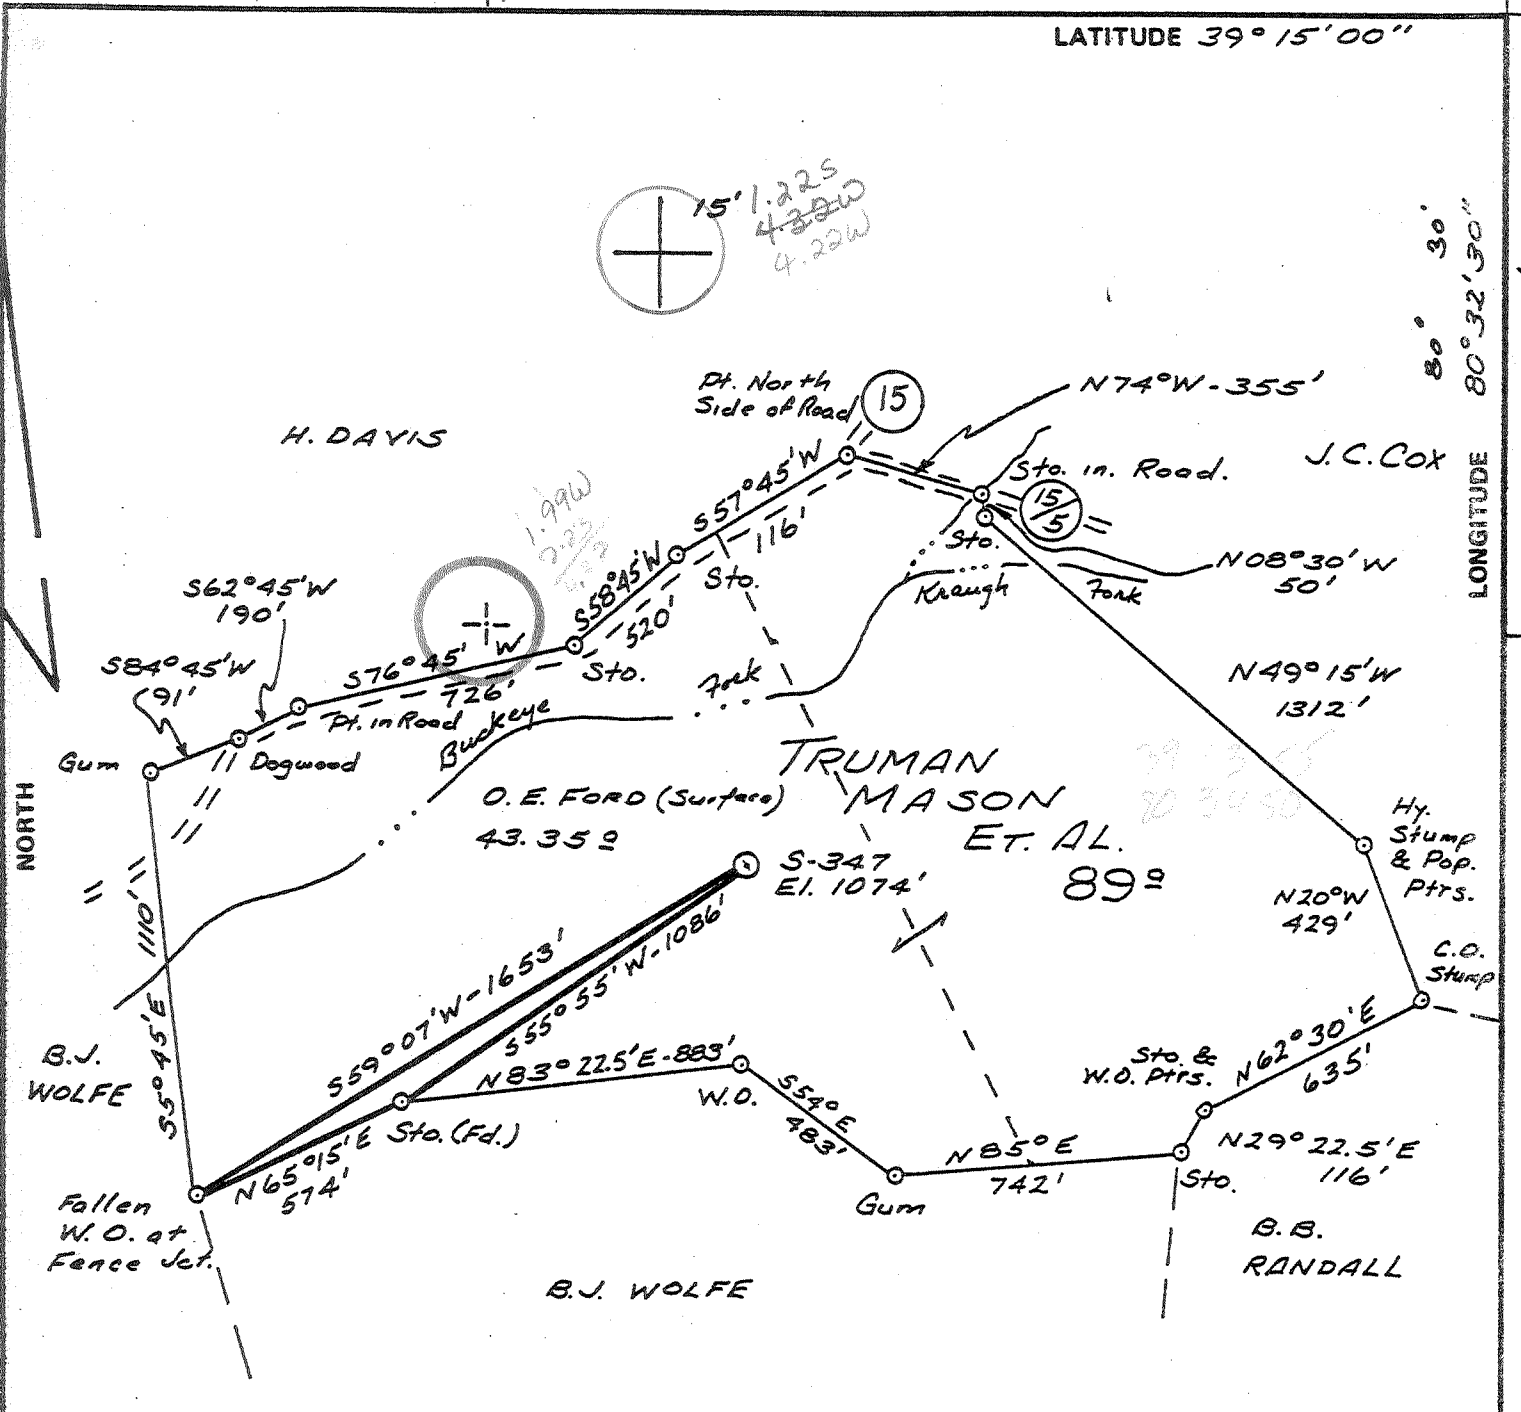 LATITUDE 39° 15' 00"
15'
1.22S
4.22W
80° 30'
LONGITUDE 80° 32' 30"
Pt. North
Side of Road
15
N74°W-355'
H. DAVIS
J.C. COX
Sto. in. Road.
15/5
S57°45'W
116'
1.99W
Sto.
N08°30'W
50'
Kraugh Fork
Sto.
S58°45'W
520'
S62°45'W
190'
S84°45'W
91'
S76°45'W
726'
Sto.
N49°15'W
1312'
Pt. in Road
Buckeye Fork
Gum
Dogwood
TRUMAN
MASON
ET. AL.
89a
O.E. FORD (Surface)
43.35a
NORTH
Hy.
Stump
& Pop.
Ptrs.
S-347
El. 1074'
N20°W
429'
C.O.
Stump
S5°45'E 1110'
S59°07'W-1653'
S55°55'W-1086'
B.J.
WOLFE
N83°22.5'E-883'
W.O.
S54°E
483'
Sto. &
W.O. Ptrs.
N62°30'E
635'
Sto. (Fd.)
N65°15'E
574'
N85°E
742'
N29°22.5'E
116'
Sto.
Gum
Fallen
W.O. at
Fence Jct.
B.B.
RANDALL
B.J. WOLFE